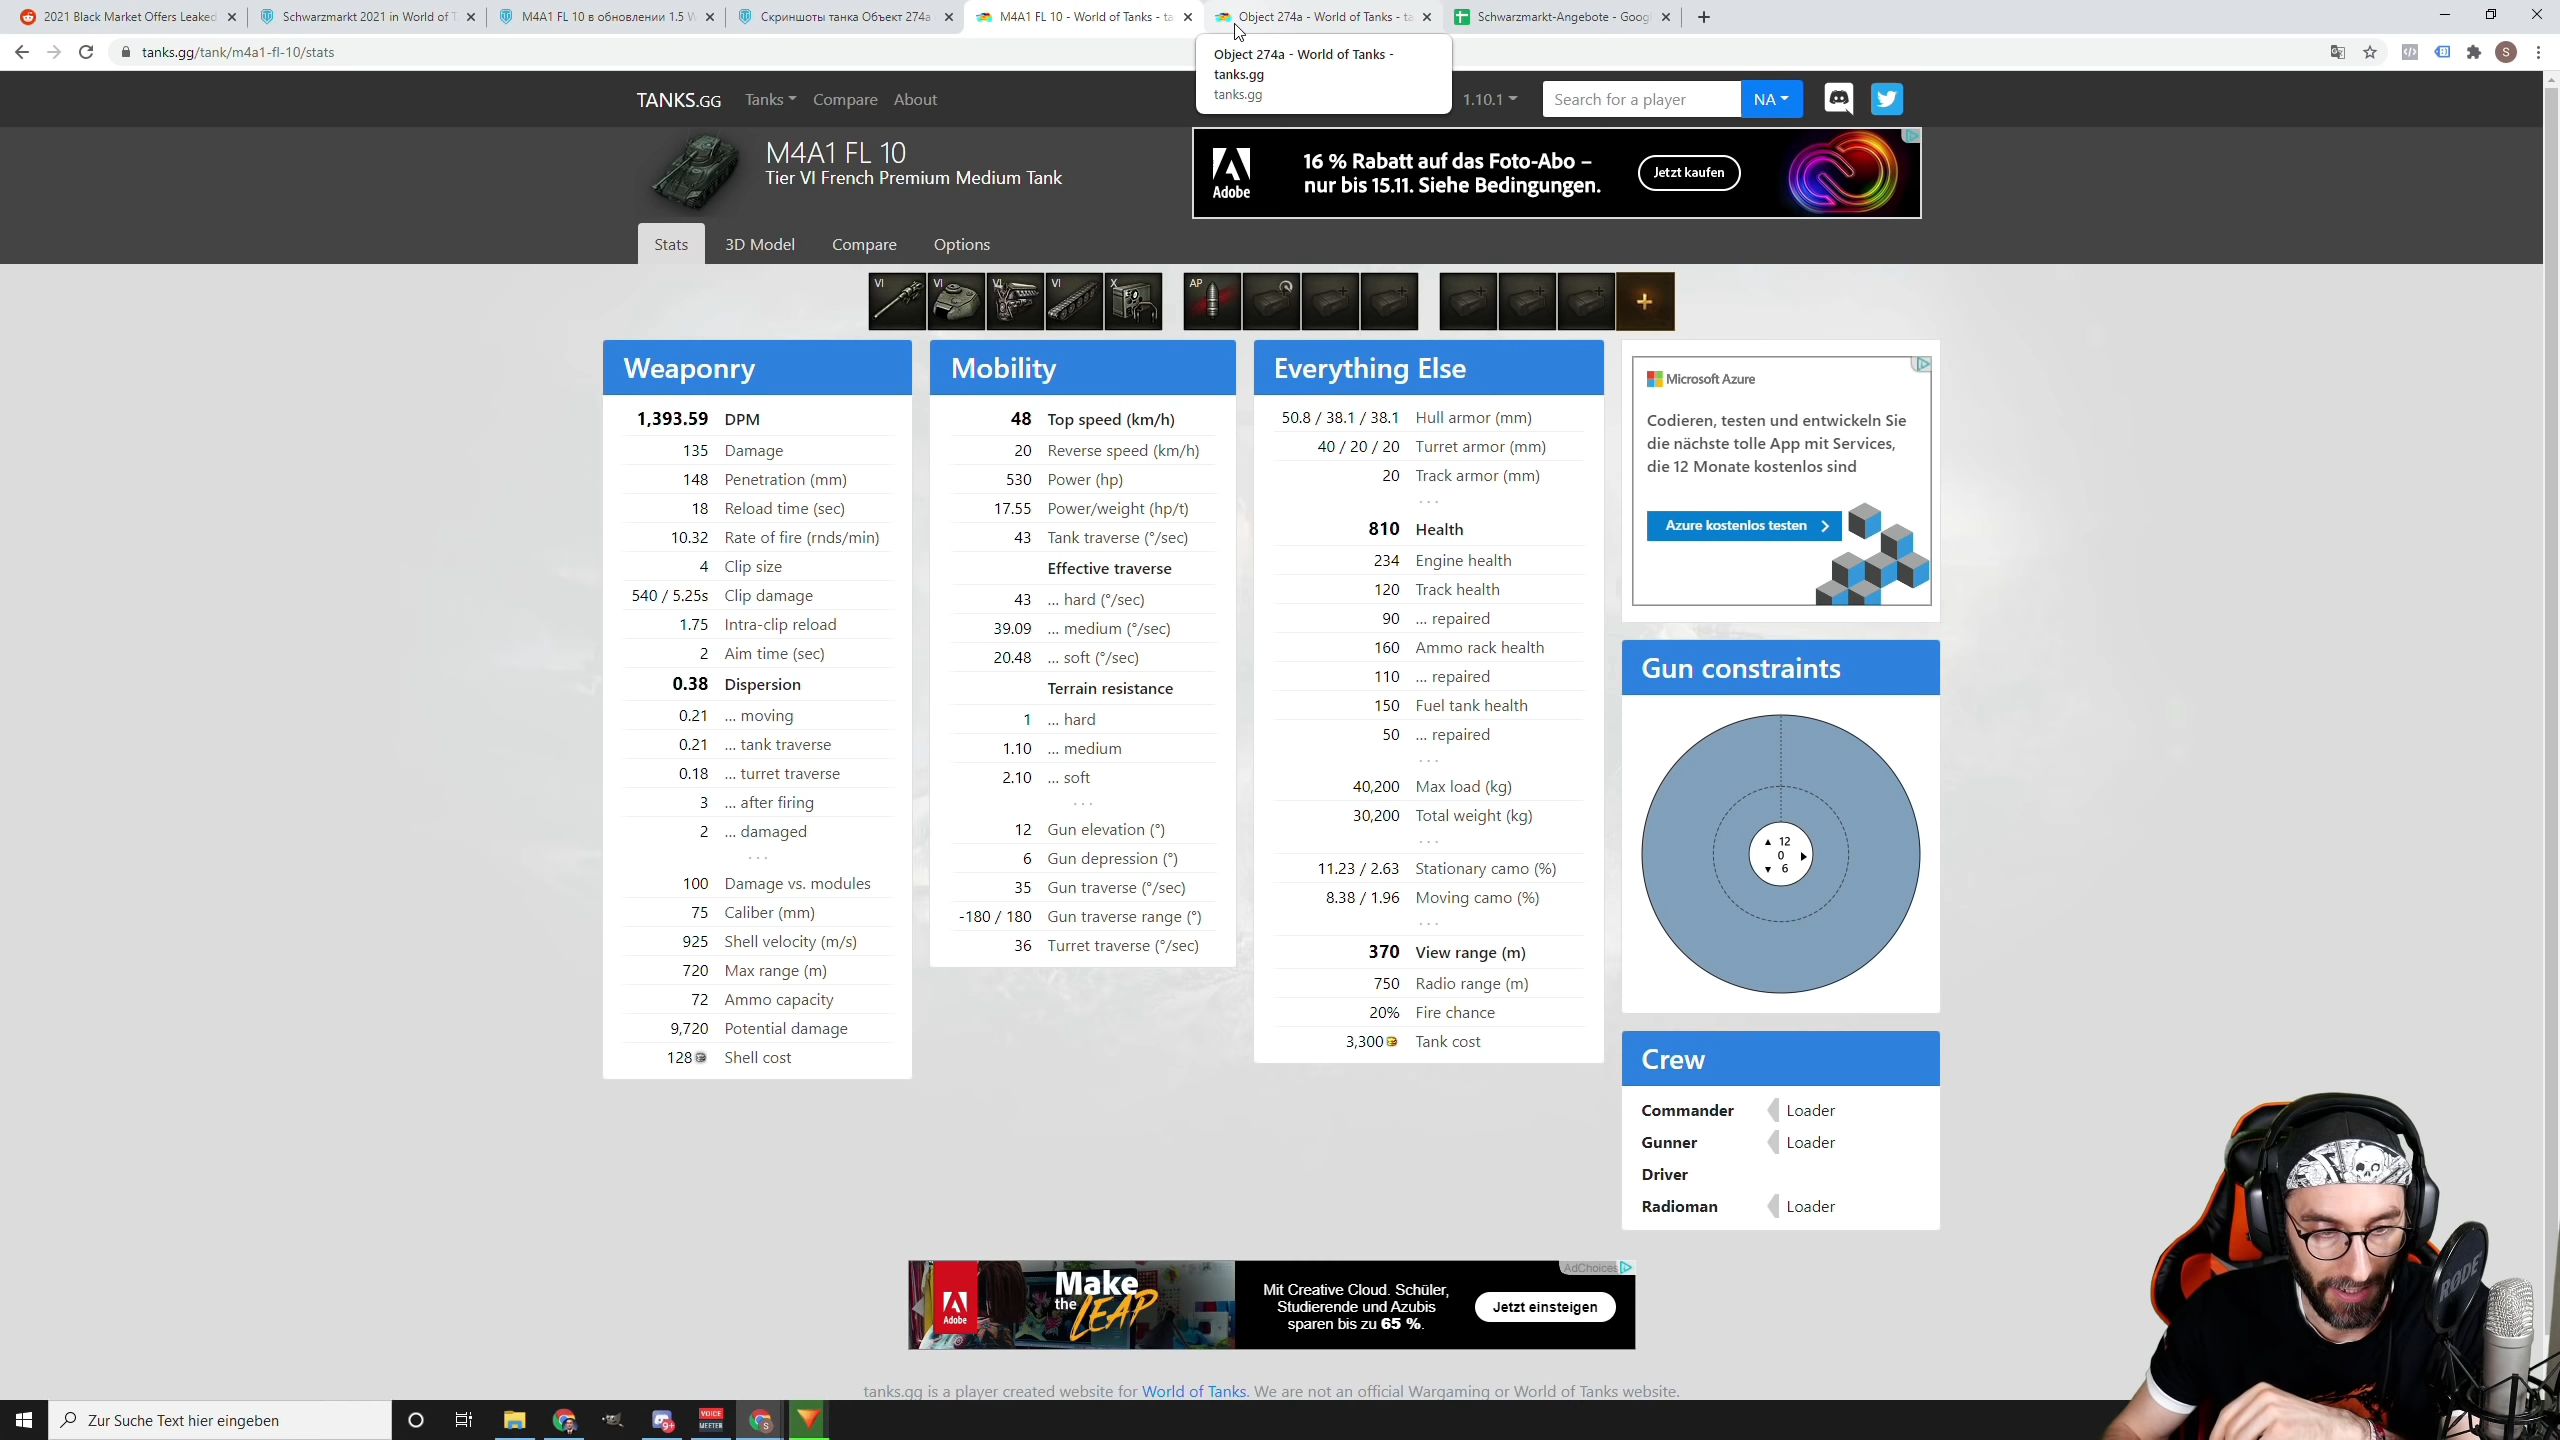 2021 Black Market Offers Leaked
Schwarzmarkt 2021 in World of T
M4A1 FL 10 в обновлении 1.5 W
Скриншоты танка Объект 274a
M4A1 FL 10 - World of Tanks - ta
Object 274a - World of Tanks - ta
Schwarzmarkt-Angebote - Goog
tanks.gg/tank/m4a1-fl-10/stats
S
Object 274a - World of Tanks -
tanks.gg
tanks.gg
TANKS.GG
Tanks
Compare
About
1.10.1
Search for a player
NA
M4A1 FL 10
Tier VI French Premium Medium Tank
Adobe
16 % Rabatt auf das Foto-Abo –
nur bis 15.11. Siehe Bedingungen.
Jetzt kaufen
Stats
3D Model
Compare
Options
VI
VI
VI
VI
X
AP
Weaponry
1,393.59 DPM
135 Damage
148 Penetration (mm)
18 Reload time (sec)
10.32 Rate of fire (rnds/min)
4 Clip size
540 / 5.25s Clip damage
1.75 Intra-clip reload
2 Aim time (sec)
0.38 Dispersion
0.21 ... moving
0.21 ... tank traverse
0.18 ... turret traverse
3 ... after firing
2 ... damaged
...
100 Damage vs. modules
75 Caliber (mm)
925 Shell velocity (m/s)
720 Max range (m)
72 Ammo capacity
9,720 Potential damage
128 Shell cost
Mobility
48 Top speed (km/h)
20 Reverse speed (km/h)
530 Power (hp)
17.55 Power/weight (hp/t)
43 Tank traverse (°/sec)
Effective traverse
43 ... hard (°/sec)
39.09 ... medium (°/sec)
20.48 ... soft (°/sec)
Terrain resistance
1 ... hard
1.10 ... medium
2.10 ... soft
...
12 Gun elevation (°)
6 Gun depression (°)
35 Gun traverse (°/sec)
-180 / 180 Gun traverse range (°)
36 Turret traverse (°/sec)
Everything Else
50.8 / 38.1 / 38.1 Hull armor (mm)
40 / 20 / 20 Turret armor (mm)
20 Track armor (mm)
...
810 Health
234 Engine health
120 Track health
90 ... repaired
160 Ammo rack health
110 ... repaired
150 Fuel tank health
50 ... repaired
...
40,200 Max load (kg)
30,200 Total weight (kg)
...
11.23 / 2.63 Stationary camo (%)
8.38 / 1.96 Moving camo (%)
...
370 View range (m)
750 Radio range (m)
20% Fire chance
3,300 Tank cost
Microsoft Azure
Codieren, testen und entwickeln Sie
die nächste tolle App mit Services,
die 12 Monate kostenlos sind
Azure kostenlos testen
Gun constraints
12
0
6
Crew
Commander Loader
Gunner Loader
Driver
Radioman Loader
Adobe
Make
the LEAP
Mit Creative Cloud. Schüler,
Studierende und Azubis
sparen bis zu 65 %.
Jetzt einsteigen
AdChoices
tanks.gg is a player created website for World of Tanks. We are not an official Wargaming or World of Tanks website.
Zur Suche Text hier eingeben
9+
VOICE
MEETER
S
RØDE